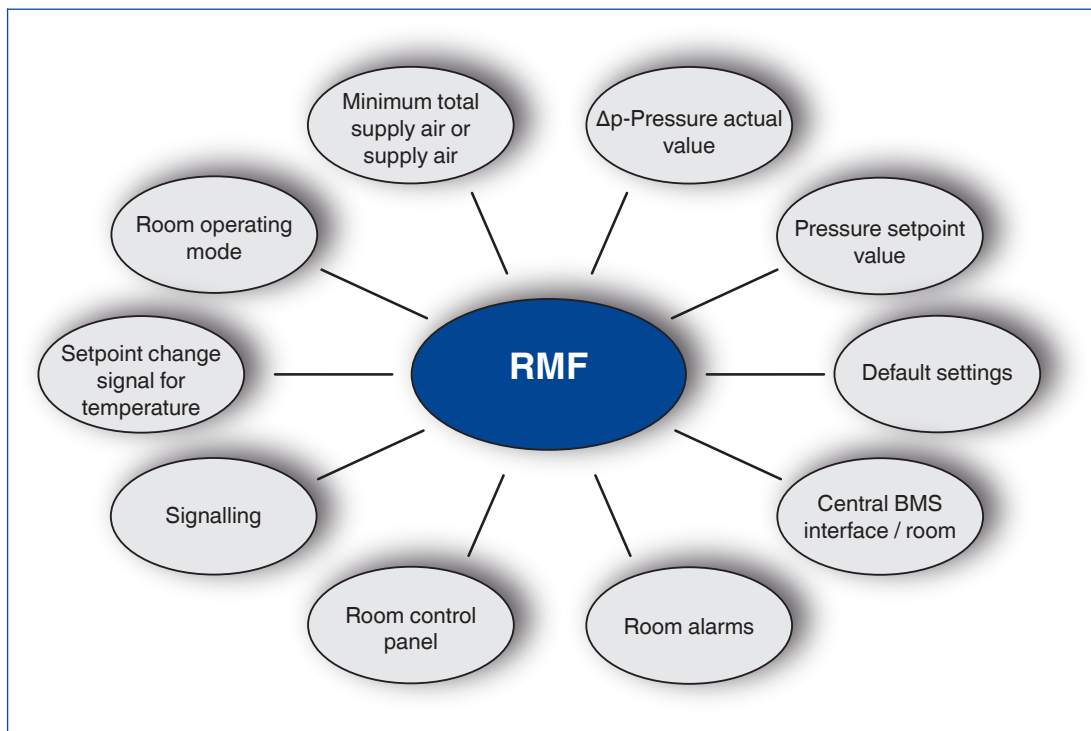 Minimum total
supply air or
supply air
Δp-Pressure actual
value
Room operating
mode
Pressure setpoint
value
Setpoint change
signal for
temperature
RMF
Default settings
Signalling
Central BMS
interface / room
Room control
panel
Room alarms